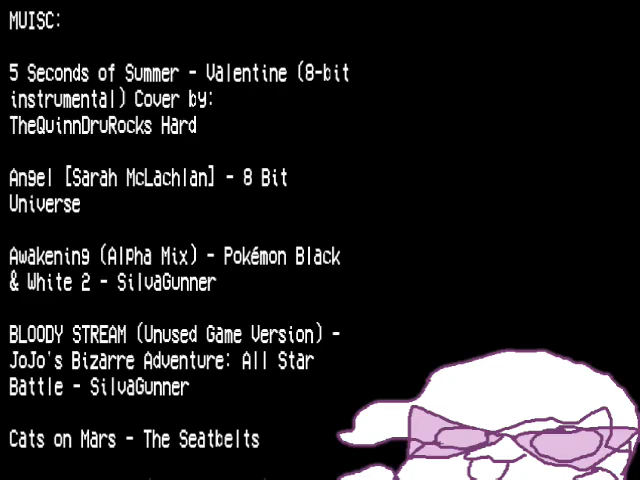 MUISC:
5 Seconds of Summer - Valentine (8-bit
instrumental) Cover by:
TheQuinnDruRocks Hard
Angel [Sarah McLachlan] - 8 Bit
Universe
Awakening (Alpha Mix) - Pokémon Black
& White 2 - SilvaGunner
BLOODY STREAM (Unused Game Version) -
JoJo's Bizarre Adventure: All Star
Battle - SilvaGunner
Cats on Mars - The Seatbelts